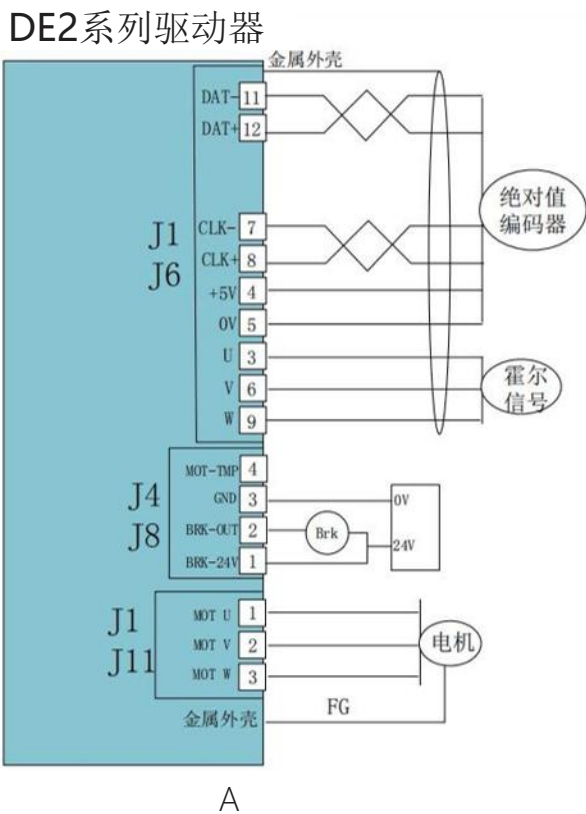 DE2系列驱动器
金属外壳
DAT- 11
DAT+ 12
绝对值
编码器
J1
J6
CLK- 7
CLK+ 8
+5V 4
0V 5
U 3
V 6
W 9
霍尔
信号
J4
J8
MOT-TMP 4
GND 3
BRK-OUT 2
BRK-24V 1
Brk
0V
24V
J1
J11
MOT U 1
MOT V 2
MOT W 3
电机
金属外壳
FG
A